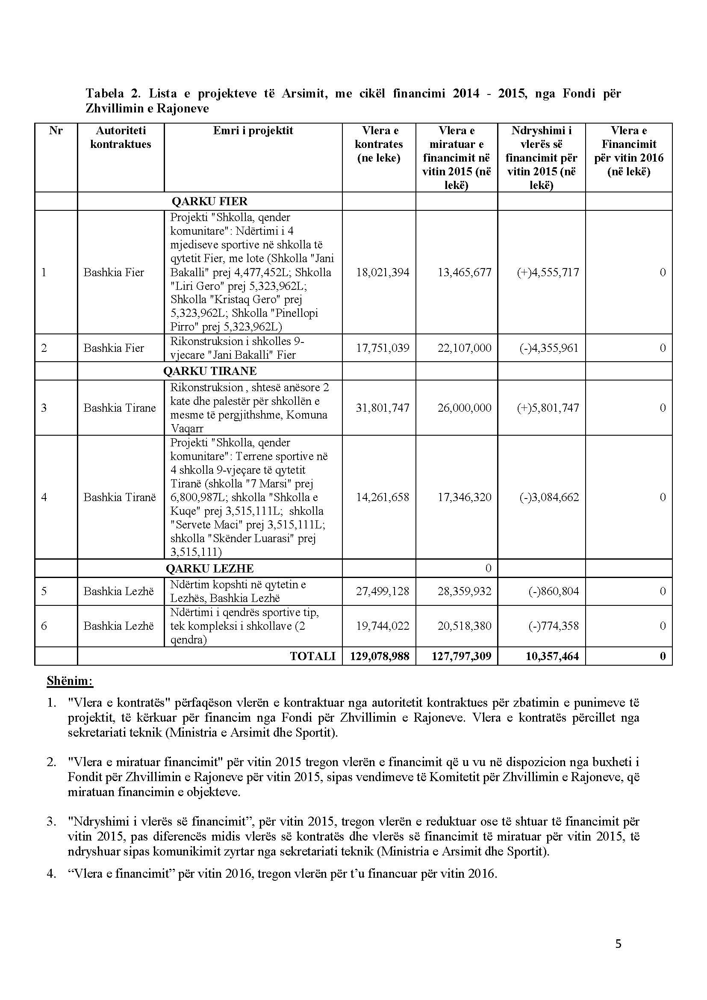 Tabela 2. Lista e projekteve të Arsimit, me cikël financimi 2014 - 2015, nga Fondi për
Zhvillimin e Rajoneve
Nr
Autoriteti
kontraktues
Emri i projektit
Vlera e
kontrates
(ne leke)
Vlera e
miratuar e
financimit në
vitin 2015 (në
lekë)
Ndryshimi i
vlerës së
financimit për
vitin 2015 (në
lekë)
Vlera e
Financimit
për vitin 2016
(në lekë)
QARKU FIER
1
Bashkia Fier
Projekti "Shkolla, qender
komunitare": Ndërtimi i 4
mjediseve sportive në shkolla të
qytetit Fier, me lote (Shkolla "Jani
Bakalli" prej 4,477,452L; Shkolla
"Liri Gero" prej 5,323,962L;
Shkolla "Kristaq Gero" prej
5,323,962L; Shkolla "Pinellopi
Pirro" prej 5,323,962L)
18,021,394
13,465,677
(+)4,555,717
0
2
Bashkia Fier
Rikonstruksion i shkolles 9-
vjecare "Jani Bakalli" Fier
17,751,039
22,107,000
(-)4,355,961
0
QARKU TIRANE
3
Bashkia Tirane
Rikonstruksion , shtesë anësore 2
kate dhe palestër për shkollën e
mesme të pergjithshme, Komuna
Vaqarr
31,801,747
26,000,000
(+)5,801,747
0
4
Bashkia Tiranë
Projekti "Shkolla, qender
komunitare": Terrene sportive në
4 shkolla 9-vjeçare të qytetit
Tiranë (shkolla "7 Marsi" prej
6,800,987L; shkolla "Shkolla e
Kuqe" prej 3,515,111L; shkolla
"Servete Maci" prej 3,515,111L;
shkolla "Skënder Luarasi" prej
3,515,111)
14,261,658
17,346,320
(-)3,084,662
0
QARKU LEZHE
0
5
Bashkia Lezhë
Ndërtim kopshti në qytetin e
Lezhës, Bashkia Lezhë
27,499,128
28,359,932
(-)860,804
0
6
Bashkia Lezhë
Ndërtimi i qendrës sportive tip,
tek kompleksi i shkollave (2
qendra)
19,744,022
20,518,380
(-)774,358
0
TOTALI
129,078,988
127,797,309
10,357,464
0
Shënim:
1. "Vlera e kontratës" përfaqëson vlerën e kontraktuar nga autoritetit kontraktues për zbatimin e punimeve të
projektit, të kërkuar për financim nga Fondi për Zhvillimin e Rajoneve. Vlera e kontratës përcillet nga
sekretariati teknik (Ministria e Arsimit dhe Sportit).
2. "Vlera e miratuar financimit" për vitin 2015 tregon vlerën e financimit që u vu në dispozicion nga buxheti i
Fondit për Zhvillimin e Rajoneve për vitin 2015, sipas vendimeve të Komitetit për Zhvillimin e Rajoneve, që
miratuan financimin e objekteve.
3. "Ndryshimi i vlerës së financimit”, për vitin 2015, tregon vlerën e reduktuar ose të shtuar të financimit për
vitin 2015, pas diferencës midis vlerës së kontratës dhe vlerës së financimit të miratuar për vitin 2015, të
ndryshuar sipas komunikimit zyrtar nga sekretariati teknik (Ministria e Arsimit dhe Sportit).
4. “Vlera e financimit” për vitin 2016, tregon vlerën për t’u financuar për vitin 2016.
5